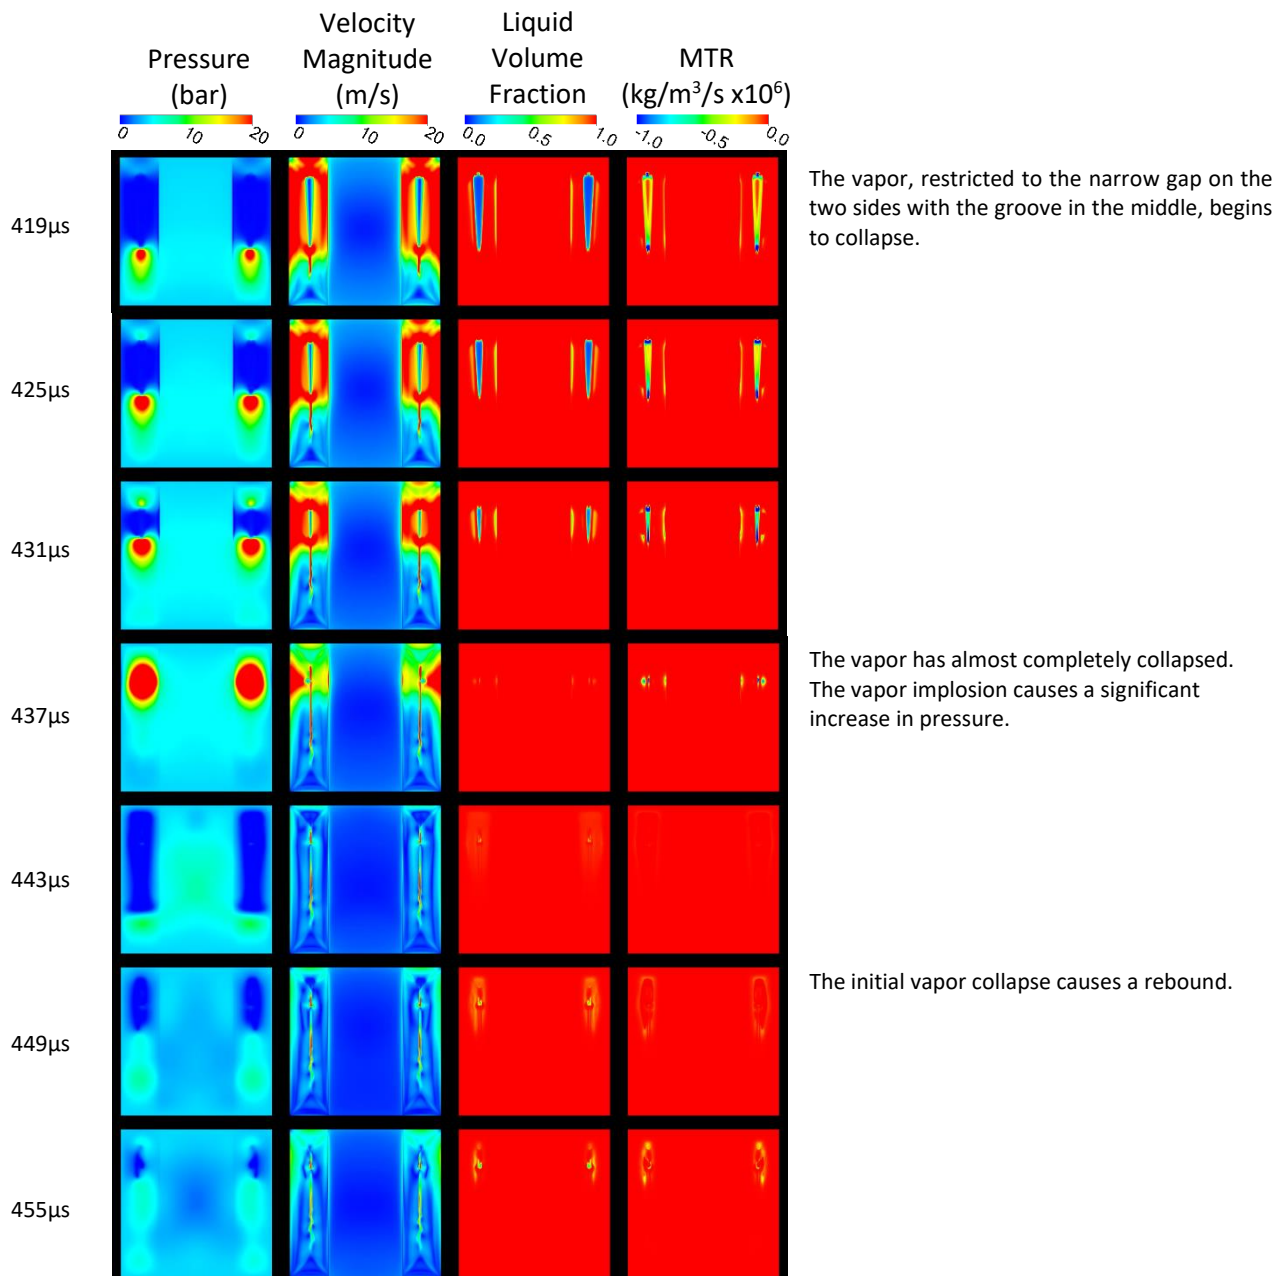 Pressure
(bar)
Velocity
Magnitude
(m/s)
Liquid
Volume
Fraction
MTR
(kg/m³/s x10⁶)
0 10 20
0 10 20
0.0 0.5 1.0
-1.0 -0.5 0.0
419µs
The vapor, restricted to the narrow gap on the
two sides with the groove in the middle, begins
to collapse.
425µs
431µs
437µs
The vapor has almost completely collapsed.
The vapor implosion causes a significant
increase in pressure.
443µs
449µs
The initial vapor collapse causes a rebound.
455µs